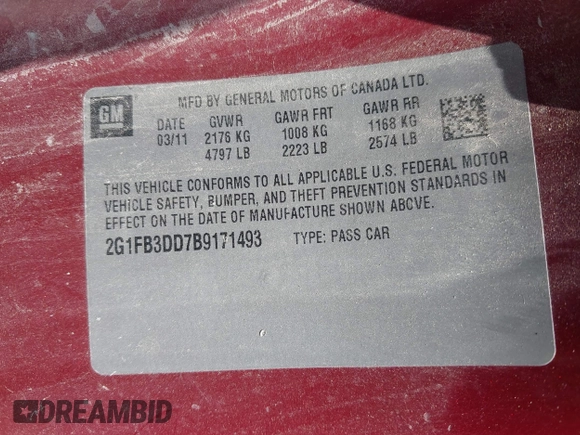 GM
MFD BY GENERAL MOTORS OF CANADA LTD.
DATE GVWR GAWR FRT GAWR RR
03/11 2176 KG 1008 KG 1168 KG
4797 LB 2223 LB 2574 LB
THIS VEHICLE CONFORMS TO ALL APPLICABLE U.S. FEDERAL MOTOR
VEHICLE SAFETY, BUMPER, AND THEFT PREVENTION STANDARDS IN
EFFECT ON THE DATE OF MANUFACTURE SHOWN ABOVE.
2G1FB3DD7B9171493 TYPE: PASS CAR
DREAMBID